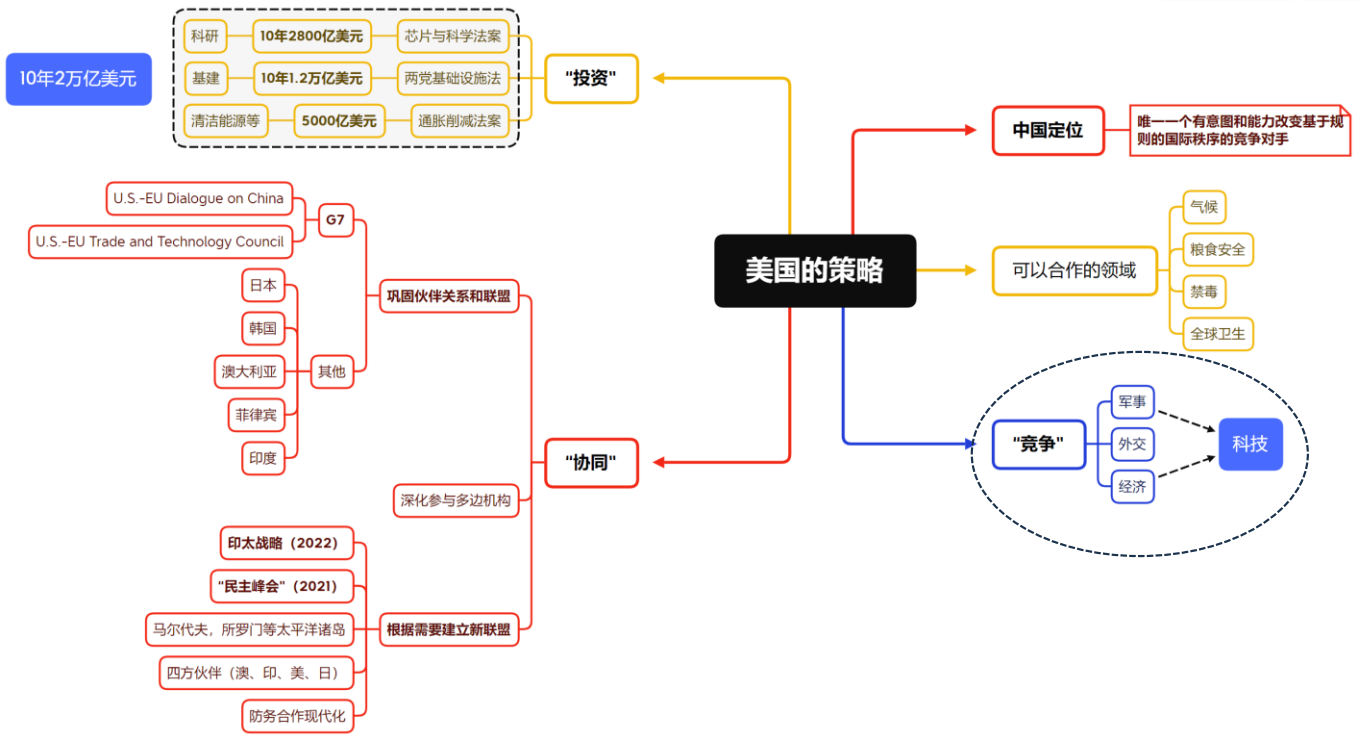 美国的策略
"投资"
芯片与科学法案
10年2800亿美元
科研
两党基础设施法
10年1.2万亿美元
基建
通胀削减法案
5000亿美元
清洁能源等
10年2万亿美元
中国定位
唯一一个有意图和能力改变基于规
则的国际秩序的竞争对手
可以合作的领域
气候
粮食安全
禁毒
全球卫生
"竞争"
军事
外交
经济
科技
"协同"
巩固伙伴关系和联盟
G7
U.S.-EU Dialogue on China
U.S.-EU Trade and Technology Council
其他
日本
韩国
澳大利亚
菲律宾
印度
深化参与多边机构
根据需要建立新联盟
印太战略（2022）
"民主峰会"（2021）
马尔代夫，所罗门等太平洋诸岛
四方伙伴（澳、印、美、日）
防务合作现代化